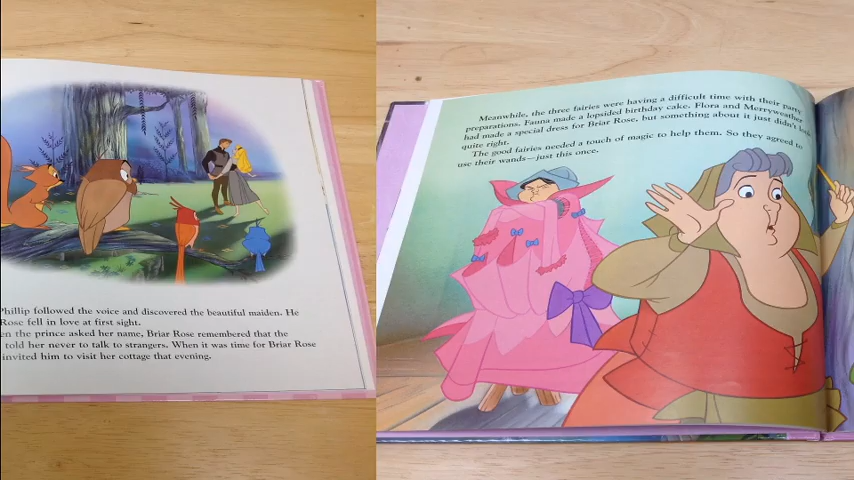 Phillip followed the voice and discovered the beautiful maiden. He
Rose fell in love at first sight.
en the prince asked her name, Briar Rose remembered that the
told her never to talk to strangers. When it was time for Briar Rose
invited him to visit her cottage that evening.
Meanwhile, the three fairies were having a difficult time with their party
preparations. Fauna made a lopsided birthday cake. Flora and Merryweather
had made a special dress for Briar Rose, but something about it just didn't look
quite right.
The good fairies needed a touch of magic to help them. So they agreed to
use their wands—just this once.